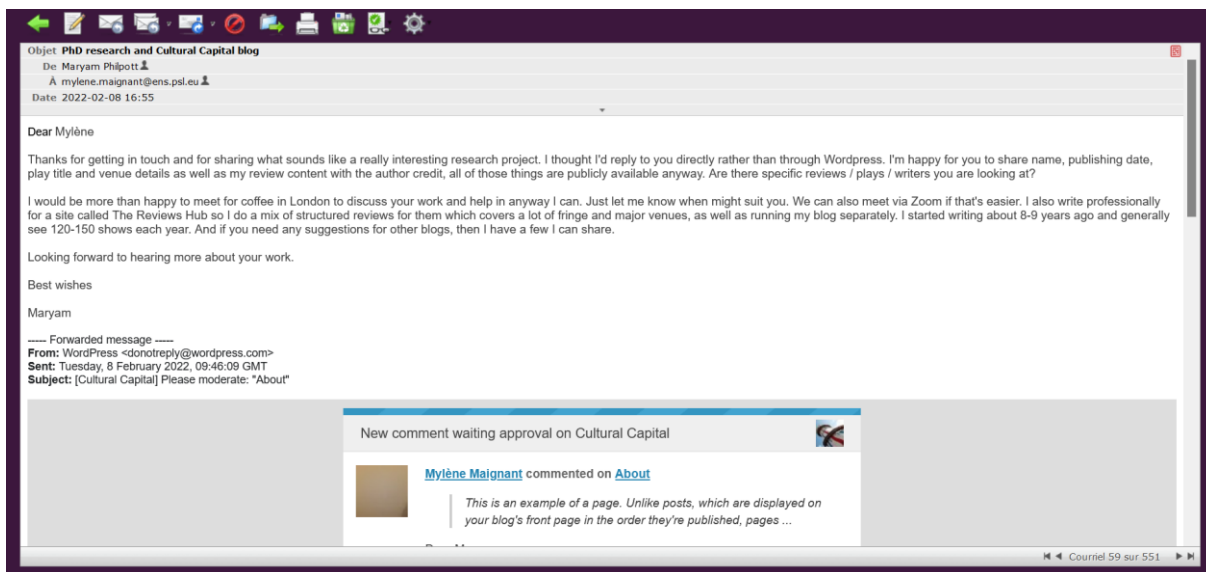 Objet PhD research and Cultural Capital blog
De Maryam Philpott
À mylene.maignant@ens.psl.eu
Date 2022-02-08 16:55
Dear Mylène
Thanks for getting in touch and for sharing what sounds like a really interesting research project. I thought I'd reply to you directly rather than through Wordpress. I'm happy for you to share name, publishing date,
play title and venue details as well as my review content with the author credit, all of those things are publicly available anyway. Are there specific reviews / plays / writers you are looking at?
I would be more than happy to meet for coffee in London to discuss your work and help in anyway I can. Just let me know when might suit you. We can also meet via Zoom if that's easier. I also write professionally
for a site called The Reviews Hub so I do a mix of structured reviews for them which covers a lot of fringe and major venues, as well as running my blog separately. I started writing about 8-9 years ago and generally
see 120-150 shows each year. And if you need any suggestions for other blogs, then I have a few I can share.
Looking forward to hearing more about your work.
Best wishes
Maryam
----- Forwarded message -----
From: WordPress <donotreply@wordpress.com>
Sent: Tuesday, 8 February 2022, 09:46:09 GMT
Subject: [Cultural Capital] Please moderate: "About"
New comment waiting approval on Cultural Capital
Mylène Maignant commented on About
This is an example of a page. Unlike posts, which are displayed on
your blog's front page in the order they're published, pages ...
Courriel 59 sur 551